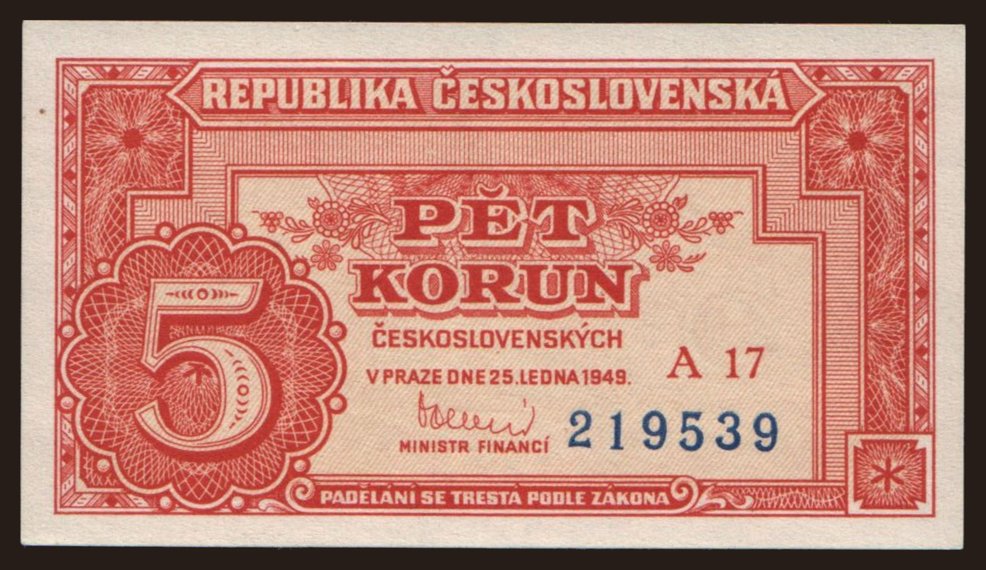 REPUBLIKA ČESKOSLOVENSKÁ
PĚT
KORUN
ČESKOSLOVENSKÝCH
5
V PRAZE DNE 25. LEDNA 1949.
A 17
MINISTR FINANCÍ
219539
PADĚLÁNÍ SE TRESTÁ PODLE ZÁKONA